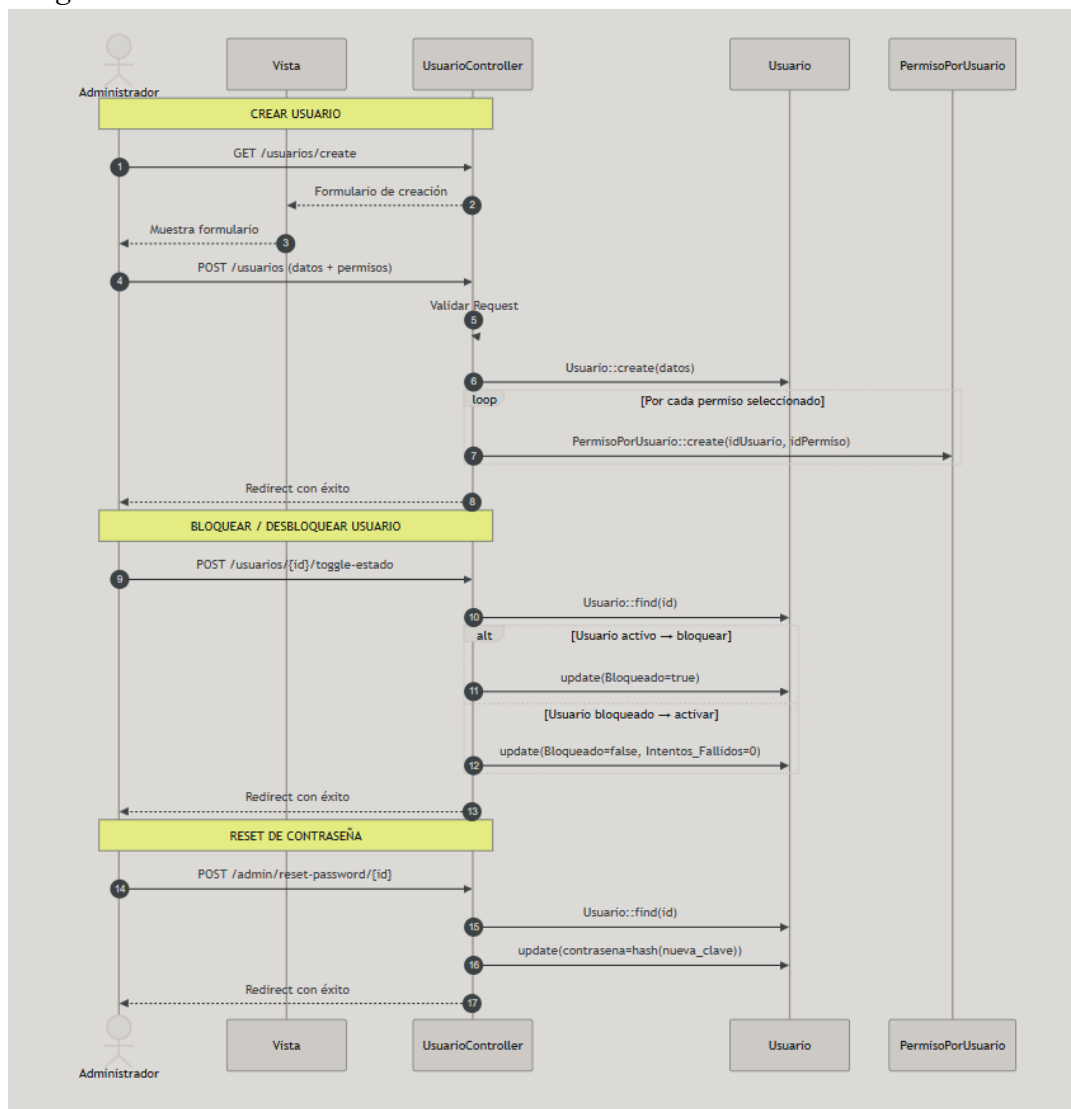 Vista
UsuarioController
Usuario
PermisoPorUsuario
Administrador
CREAR USUARIO
GET /usuarios/create
1
Formulario de creación
2
Muestra formulario
3
POST /usuarios (datos + permisos)
4
Validar Request
5
Usuario::create(datos)
6
loop
[Por cada permiso seleccionado]
PermisoPorUsuario::create(idUsuario, idPermiso)
7
Redirect con éxito
8
BLOQUEAR / DESBLOQUEAR USUARIO
POST /usuarios/{id}/toggle-estado
9
Usuario::find(id)
10
alt
[Usuario activo → bloquear]
update(Bloqueado=true)
11
[Usuario bloqueado → activar]
update(Bloqueado=false, Intentos_Fallidos=0)
12
Redirect con éxito
13
RESET DE CONTRASEÑA
POST /admin/reset-password/{id}
14
Usuario::find(id)
15
update(contrasena=hash(nueva_clave))
16
Redirect con éxito
17
Vista
UsuarioController
Usuario
PermisoPorUsuario
Administrador